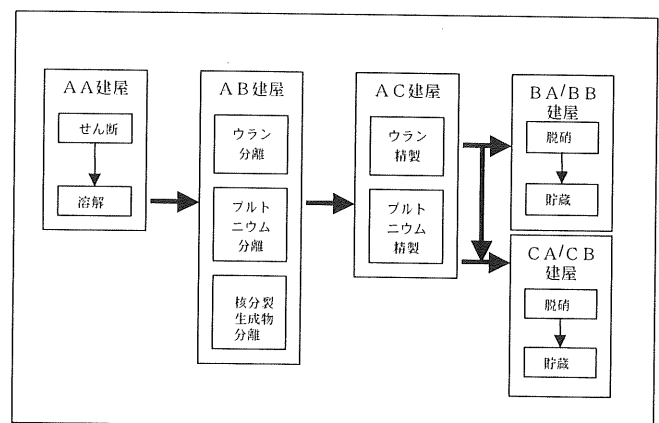 AA建屋
せん断
溶解
AB建屋
ウラン
分離
プルト
ニウム
分離
核分裂
生成物
分離
AC建屋
ウラン
精製
プルト
ニウム
精製
BA/BB
建屋
脱硝
貯蔵
CA/CB
建屋
脱硝
貯蔵